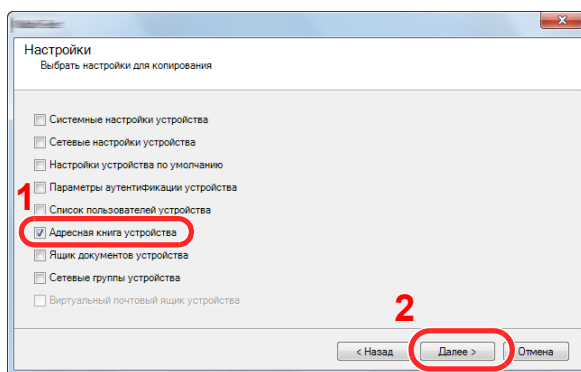 Настройки
Выбрать настройки для копирования
Системные настройки устройства
Сетевые настройки устройства
Настройки устройства по умолчанию
Параметры аутентификации устройства
1
Список пользователей устройства
Адресная книга устройства
Ящик документов устройства
Сетевые группы устройства
Виртуальный почтовый ящик устройства
2
< Назад Далее > Отмена